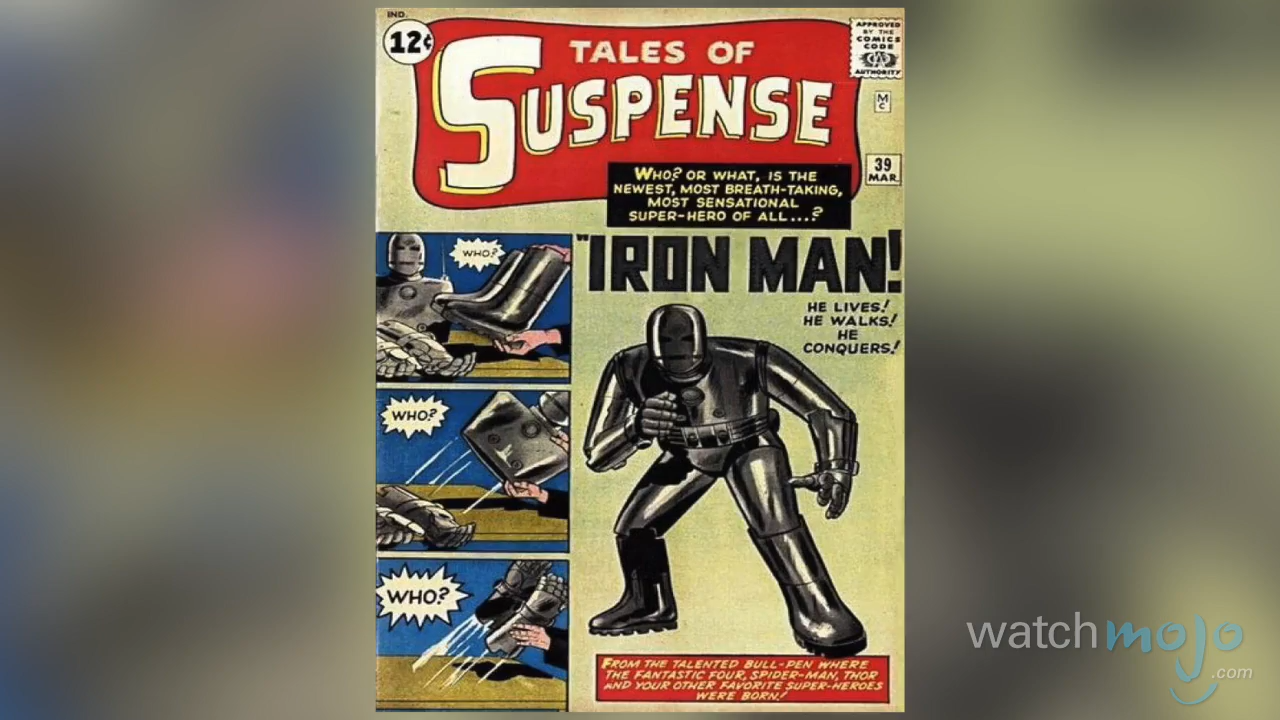 IND.
12¢
TALES OF
SUSPENSE
APPROVED
BY THE
COMICS
CODE
AUTHORITY
M
C
39
MAR.
WHO? OR WHAT, IS THE
NEWEST, MOST BREATH-TAKING,
MOST SENSATIONAL
SUPER-HERO OF ALL...?
"IRON MAN!
HE LIVES!
HE WALKS!
HE
CONQUERS!
WHO?
WHO?
WHO?
FROM THE TALENTED BULL-PEN WHERE
THE FANTASTIC FOUR, SPIDER-MAN, THOR
AND YOUR OTHER FAVORITE SUPER-HEROES
WERE BORN!
watchmojo
.com